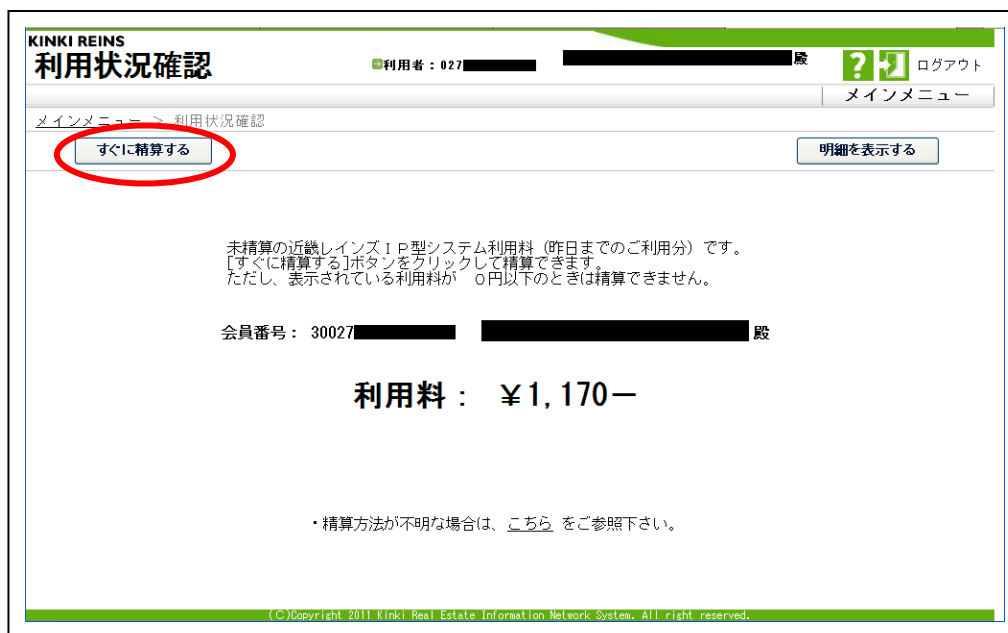 KINKI REINS
利用状況確認
利用者：027
殿
ログアウト
メインメニュー
メインメニュー > 利用状況確認
すぐに精算する
明細を表示する
未精算の近畿レインズＩＰ型システム利用料（昨日までのご利用分）です。
[すぐに精算する]ボタンをクリックして精算できます。
ただし、表示されている利用料が　０円以下のときは精算できません。
会員番号： 30027
殿
利用料： ￥1,170－
・精算方法が不明な場合は、こちら をご参照下さい。
(C)Copyright 2011 Kinki Real Estate Information Network System. All right reserved.